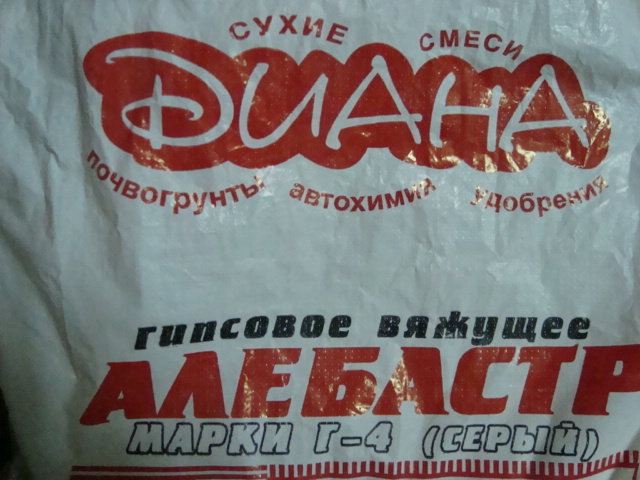 СУХИЕ СМЕСИ
ДИАНА
почвогрунты автохимия удобрения
гипсовое вяжущее
АЛЕБАСТР
МАРКИ Г-4 (СЕРЫЙ)